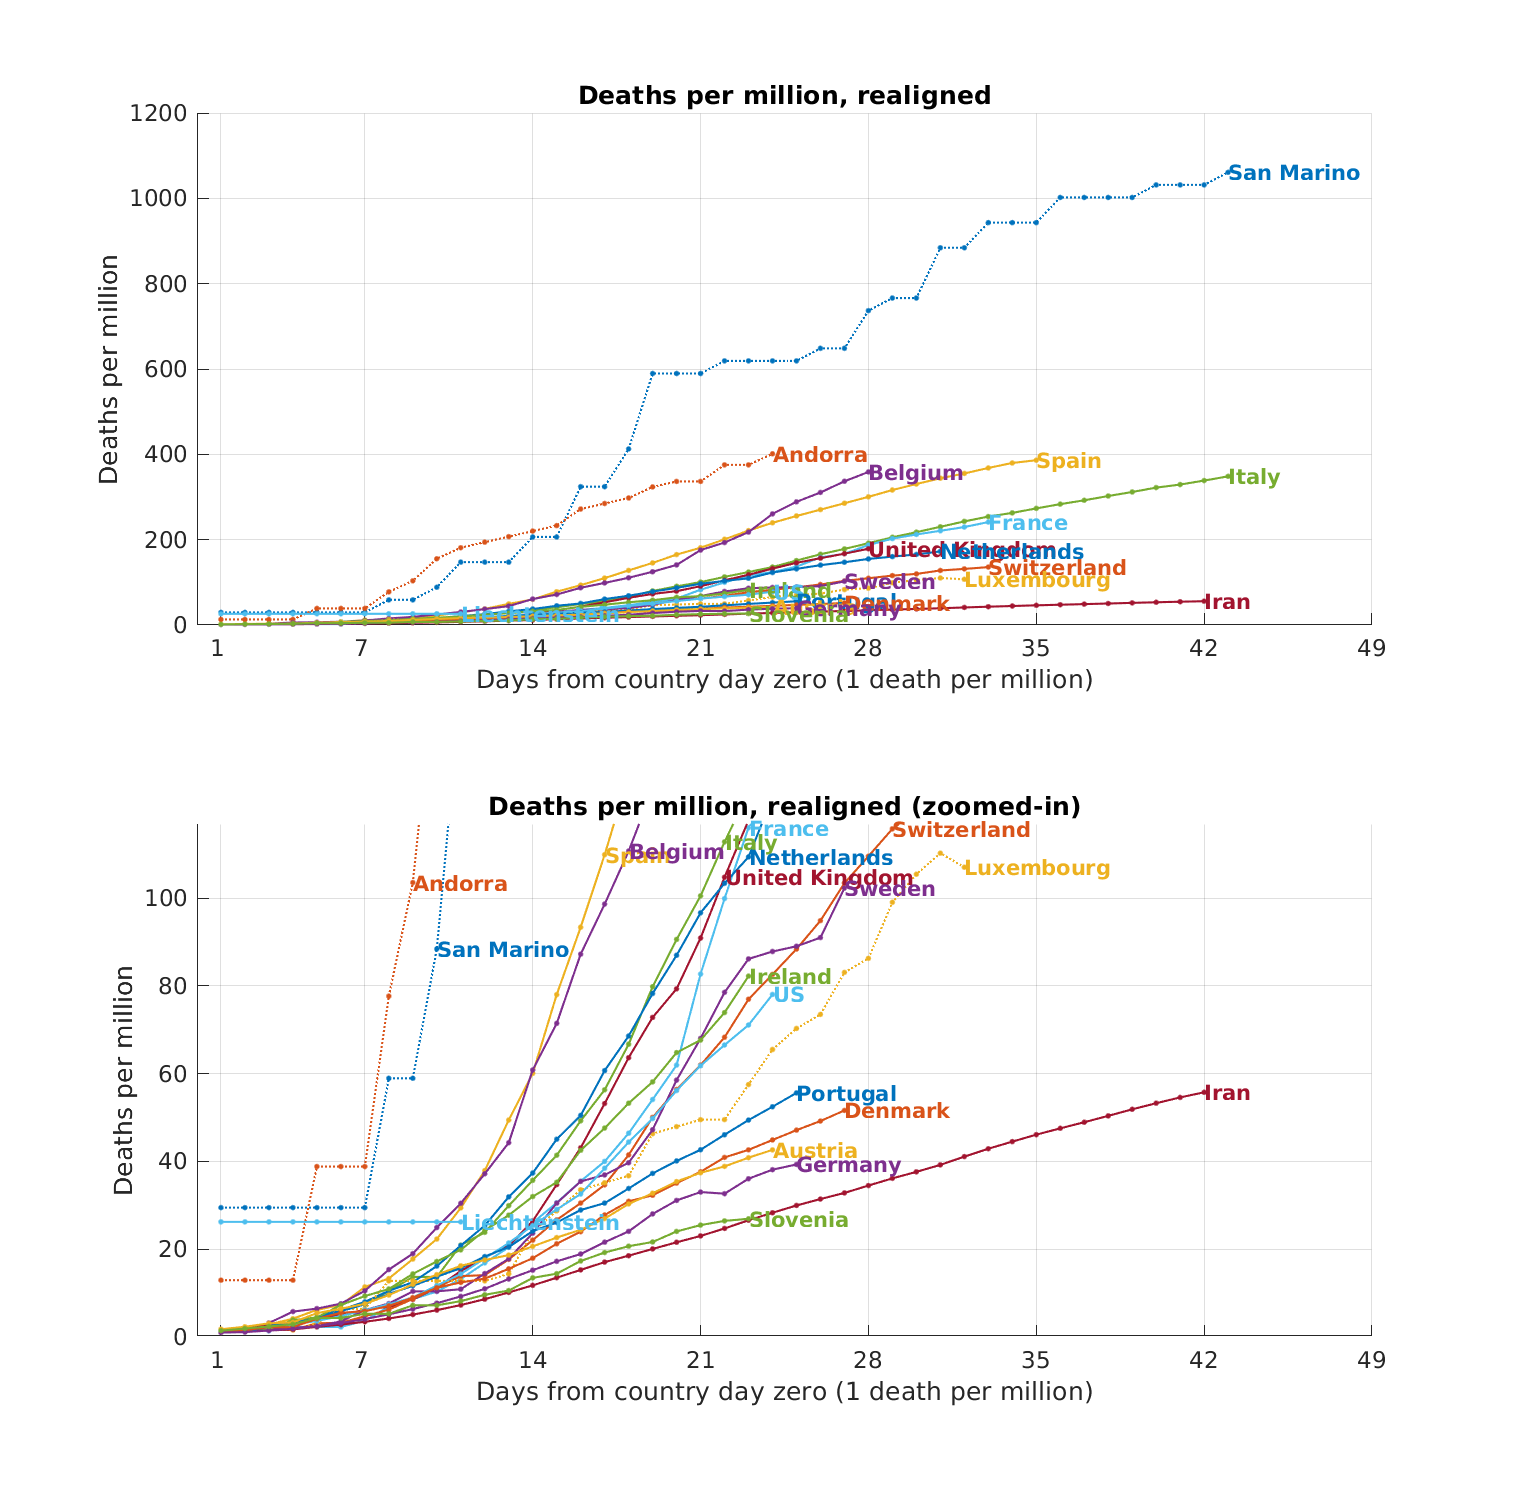 Deaths per million, realigned
1200
1000
800
600
400
200
0
Deaths per million
San Marino
Andorra
Spain
Belgium
Italy
France
United Kingdom
Netherlands
Switzerland
Luxembourg
Sweden
Ireland
US
Portugal
Denmark
Iran
Austria
Germany
Liechtenstein
Slovenia
1 7 14 21 28 35 42 49
Days from country day zero (1 death per million)
Deaths per million, realigned (zoomed-in)
100
80
60
40
20
0
Deaths per million
France
Switzerland
Italy
Belgium
Spain
Netherlands
Luxembourg
United Kingdom
Andorra
Sweden
San Marino
Ireland
US
Portugal
Iran
Denmark
Austria
Germany
Liechtenstein
Slovenia
1 7 14 21 28 35 42 49
Days from country day zero (1 death per million)